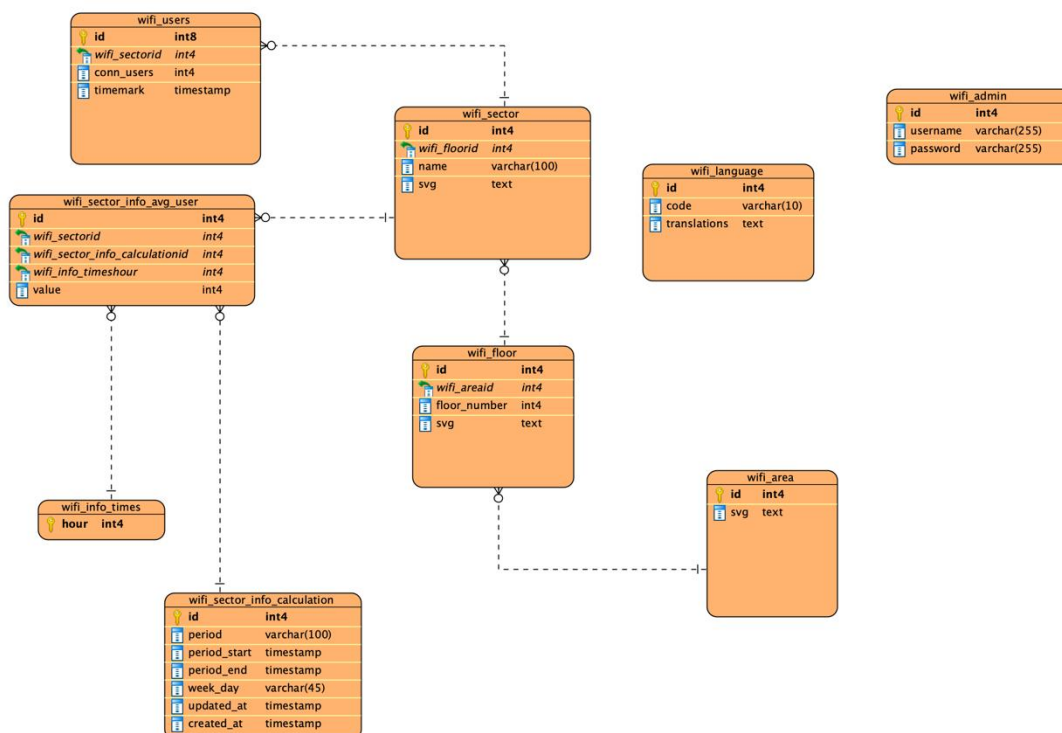 wifi_users
id int8
wifi_sectorid int4
conn_users int4
timemark timestamp
wifi_sector
id int4
wifi_floorid int4
name varchar(100)
svg text
wifi_admin
id int4
username varchar(255)
password varchar(255)
wifi_language
id int4
code varchar(10)
translations text
wifi_sector_info_avg_user
id int4
wifi_sectorid int4
wifi_sector_info_calculationid int4
wifi_info_timeshour int4
value int4
wifi_floor
id int4
wifi_areaid int4
floor_number int4
svg text
wifi_area
id int4
svg text
wifi_info_times
hour int4
wifi_sector_info_calculation
id int4
period varchar(100)
period_start timestamp
period_end timestamp
week_day varchar(45)
updated_at timestamp
created_at timestamp